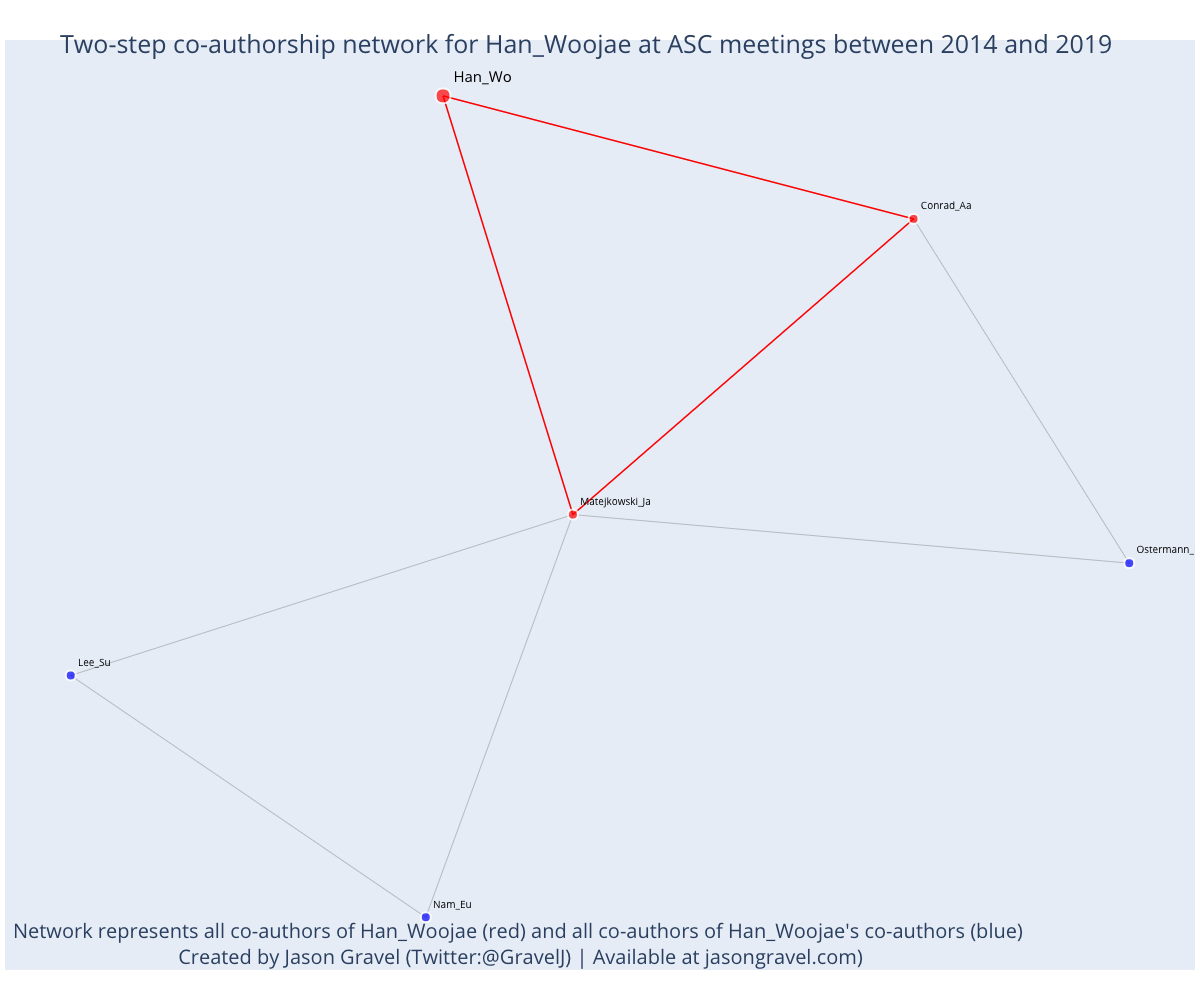 Two-step co-authorship network for Han_Woojae at ASC meetings between 2014 and 2019
Han_Wo
Conrad_Aa
Matejkowski_Ja
Ostermann_
Lee_Su
Nam_Eu
Network represents all co-authors of Han_Woojae (red) and all co-authors of Han_Woojae's co-authors (blue)
Created by Jason Gravel (Twitter:@GravelJ) | Available at jasongravel.com)